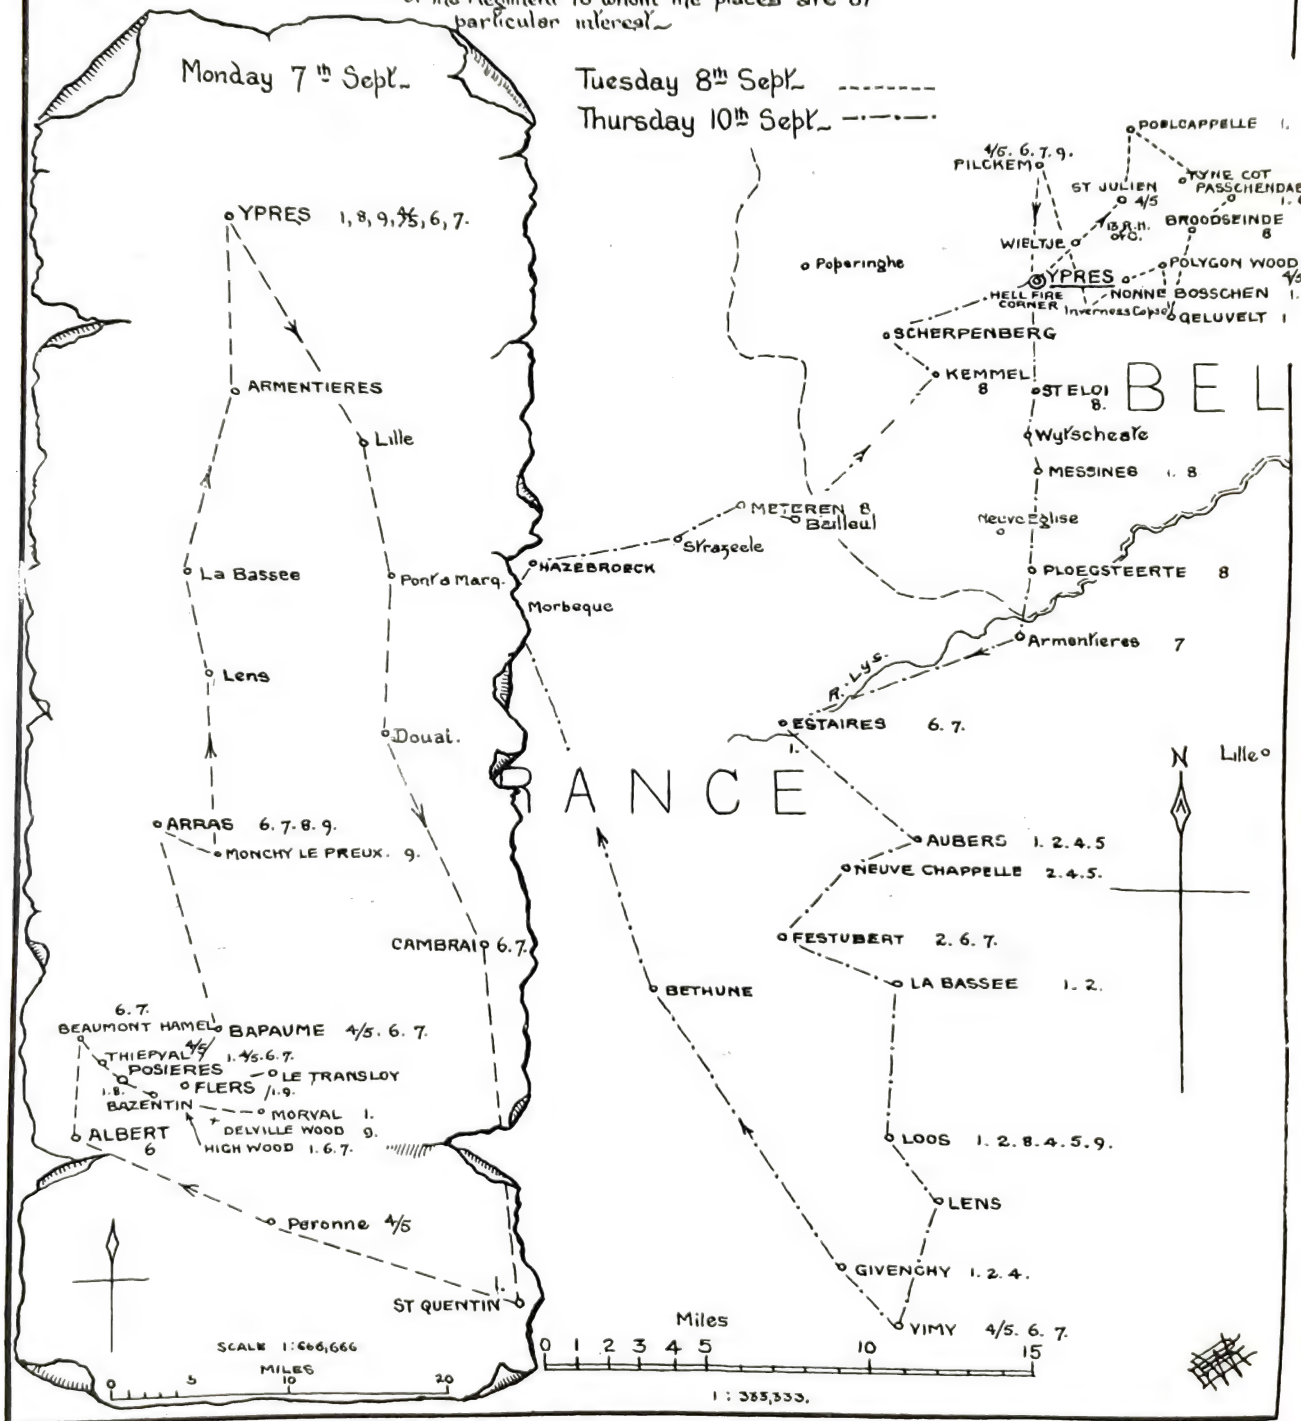 particular interest~
Monday 7th Sept~
Tuesday 8th Sept~
Thursday 10th Sept~
YPRES 1, 8, 9, 4/5, 6, 7.
ARMENTIERES
Lille
La Bassee
Pont a Marq.
Lens
Douai.
ARRAS 6. 7. 8. 9.
MONCHY LE PREUX. 9.
CAMBRAI 6. 7.
6. 7.
BEAUMONT HAMEL
BAPAUME 4/5. 6. 7.
4/5
THIEPVAL 1. 4/5. 6. 7.
POSIERES
LE TRANSLOY
FLERS 1. 9.
1. 8.
BAZENTIN
MORVAL 1.
DELVILLE WOOD 9.
HIGH WOOD 1. 6. 7.
ALBERT
6
Peronne 4/5
1.
ST QUENTIN
SCALE 1:666,666
MILES
0 5 10 20
POELCAPPELLE 1.
4/5. 6. 7. 9.
PILCKEM
TYNE COT
PASSCHENDAE
1.
ST JULIEN
4/5
BROODSEINDE
8
13 R.H.
of C.
WIELTJE
Poperinghe
POLYGON WOOD
4/5
YPRES
HELL FIRE
CORNER
NONNE BOSSCHEN 1.
Inverness Copse
GELUVELT 1
SCHERPENBERG
KEMMEL
8
ST ELOI
8.
BEL
Wytscheate
MESSINES 1. 8
METEREN 8
Bailleul
Neuve Eglise
Strazeele
HAZEBROECK
PLOEGSTEERTE 8
Morbeque
Armentieres 7
R. Lys.
ESTAIRES 6. 7.
1.
N
Lille
RANCE
AUBERS 1. 2. 4. 5
NEUVE CHAPPELLE 2. 4. 5.
FESTUBERT 2. 6. 7.
LA BASSEE 1. 2.
BETHUNE
LOOS 1. 2. 8. 4. 5. 9.
LENS
GIVENCHY 1. 2. 4.
VIMY 4/5. 6. 7.
Miles
0 1 2 3 4 5 10 15